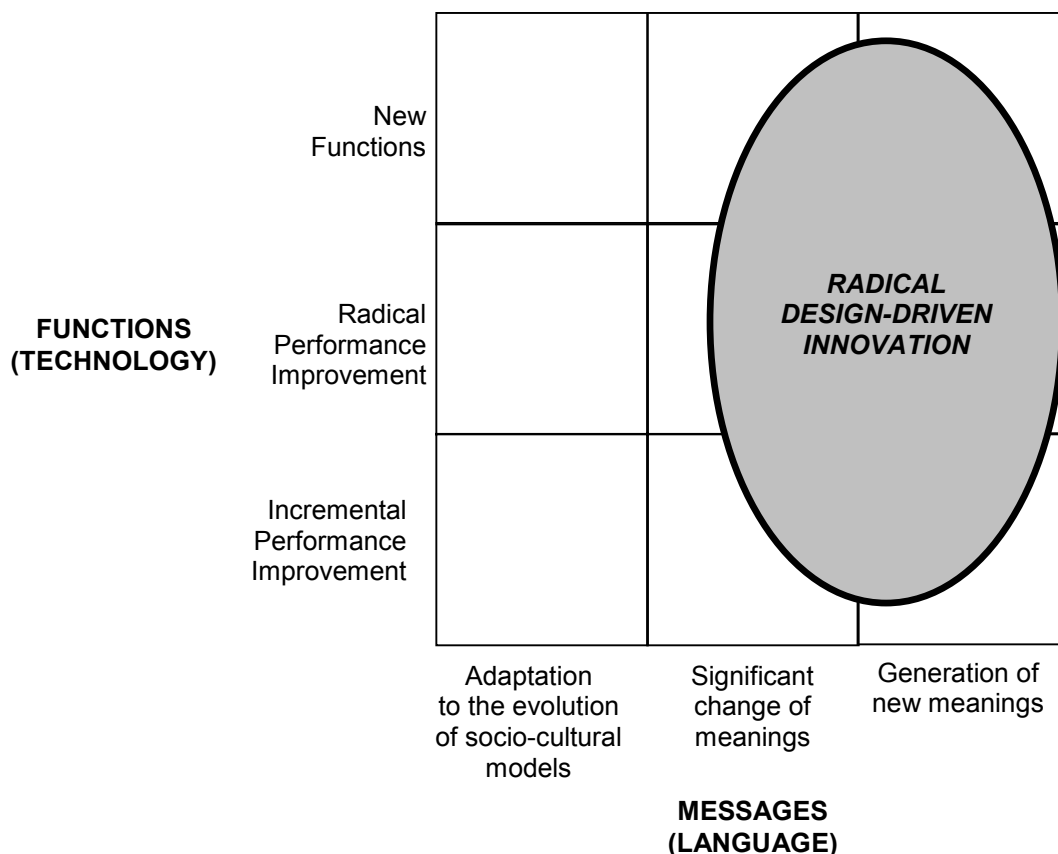 New
Functions
RADICAL
DESIGN-DRIVEN
INNOVATION
FUNCTIONS
(TECHNOLOGY)
Radical
Performance
Improvement
Incremental
Performance
Improvement
Adaptation
to the evolution
of socio-cultural
models
Significant
change of
meanings
Generation of
new meanings
MESSAGES
(LANGUAGE)